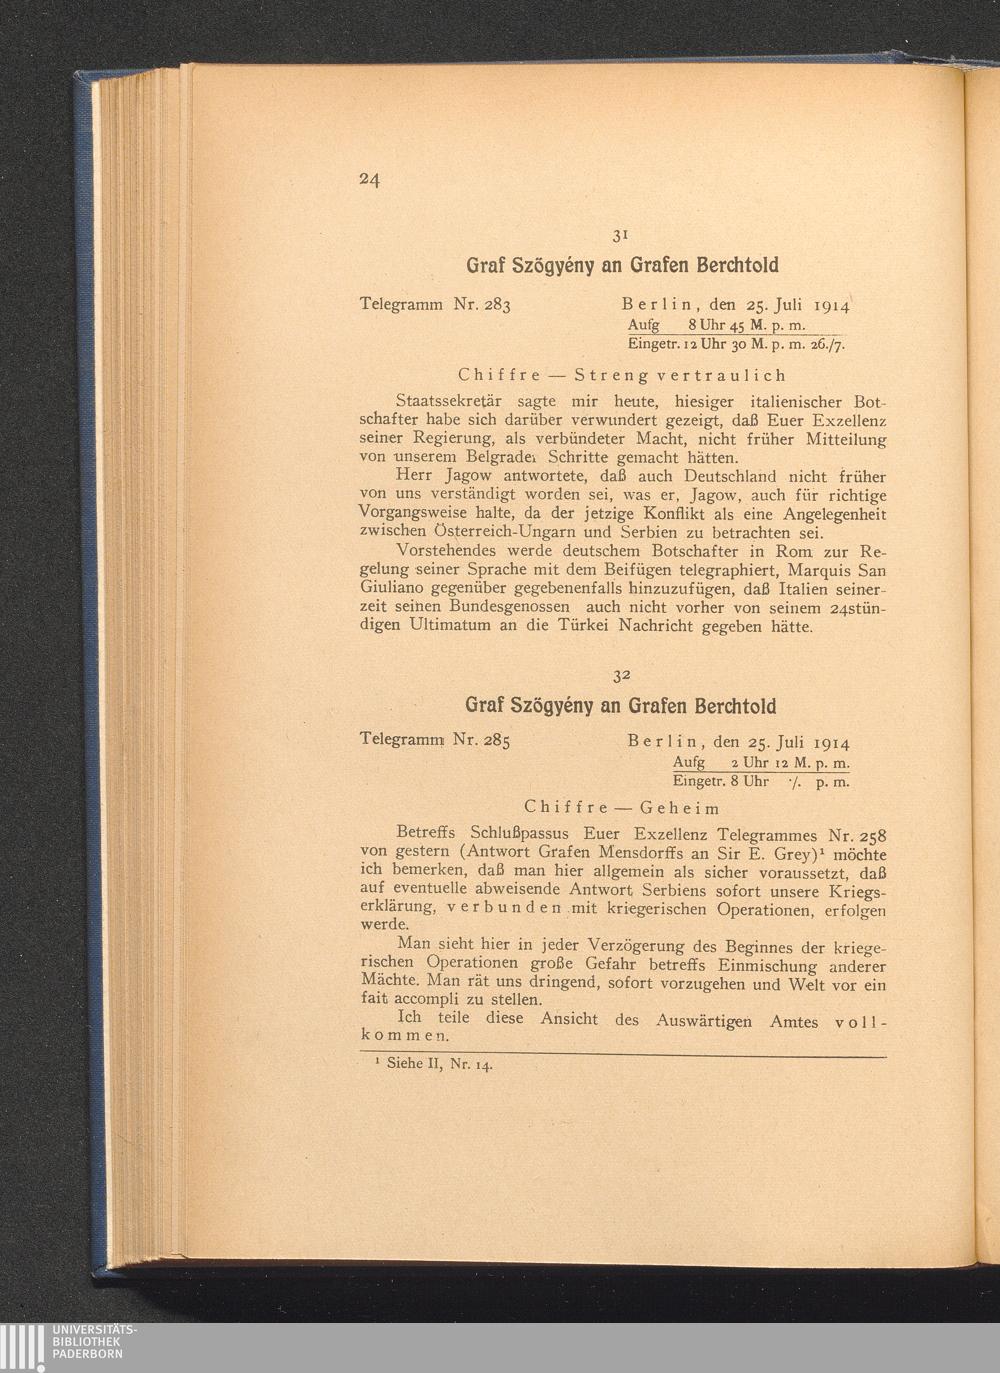 24
31
Graf Szögyény an Grafen Berchtold
Telegramm Nr. 283 Berlin, den 25. Juli 1914
Aufg 8 Uhr 45 M. p. m.
Eingetr. 12 Uhr 30 M. p. m. 26./7.
Chiffre — Streng vertraulich
Staatssekretär sagte mir heute, hiesiger italienischer Bot-
schafter habe sich darüber verwundert gezeigt, daß Euer Exzellenz
seiner Regierung, als verbündeter Macht, nicht früher Mitteilung
von unserem Belgrader Schritte gemacht hätten.
Herr Jagow antwortete, daß auch Deutschland nicht früher
von uns verständigt worden sei, was er, Jagow, auch für richtige
Vorgangsweise halte, da der jetzige Konflikt als eine Angelegenheit
zwischen Österreich-Ungarn und Serbien zu betrachten sei.
Vorstehendes werde deutschem Botschafter in Rom zur Re-
gelung seiner Sprache mit dem Beifügen telegraphiert, Marquis San
Giuliano gegenüber gegebenenfalls hinzuzufügen, daß Italien seiner-
zeit seinen Bundesgenossen auch nicht vorher von seinem 24stün-
digen Ultimatum an die Türkei Nachricht gegeben hätte.
32
Graf Szögyény an Grafen Berchtold
Telegramm Nr. 285 Berlin, den 25. Juli 1914
Aufg 2 Uhr 12 M. p. m.
Eingetr. 8 Uhr ·/. p. m.
Chiffre — Geheim
Betreffs Schlußpassus Euer Exzellenz Telegrammes Nr. 258
von gestern (Antwort Grafen Mensdorffs an Sir E. Grey)¹ möchte
ich bemerken, daß man hier allgemein als sicher voraussetzt, daß
auf eventuelle abweisende Antwort Serbiens sofort unsere Kriegs-
erklärung, verbunden mit kriegerischen Operationen, erfolgen
werde.
Man sieht hier in jeder Verzögerung des Beginnes der kriege-
rischen Operationen große Gefahr betreffs Einmischung anderer
Mächte. Man rät uns dringend, sofort vorzugehen und Welt vor ein
fait accompli zu stellen.
Ich teile diese Ansicht des Auswärtigen Amtes voll-
kommen.
¹ Siehe II, Nr. 14.
UNIVERSITÄTS-
BIBLIOTHEK
PADERBORN